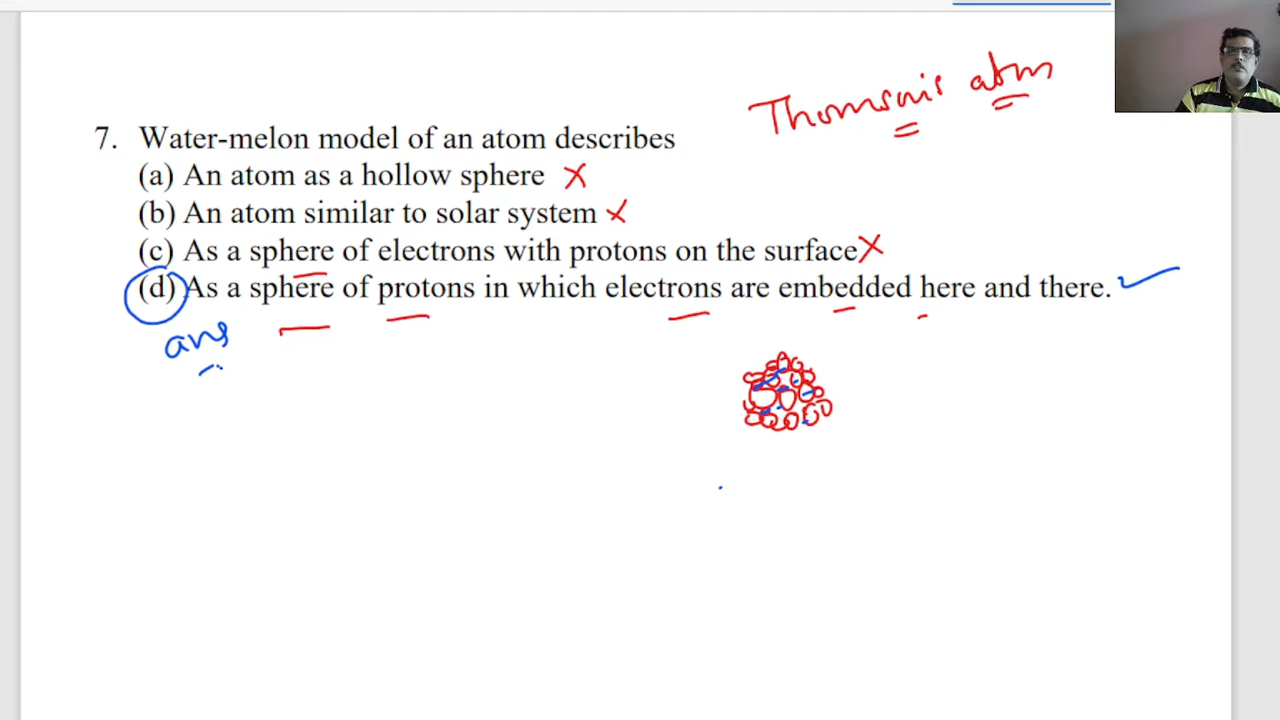 Thomson's atom
7. Water-melon model of an atom describes
(a) An atom as a hollow sphere X
(b) An atom similar to solar system X
(c) As a sphere of electrons with protons on the surface X
(d) As a sphere of protons in which electrons are embedded here and there.
ans